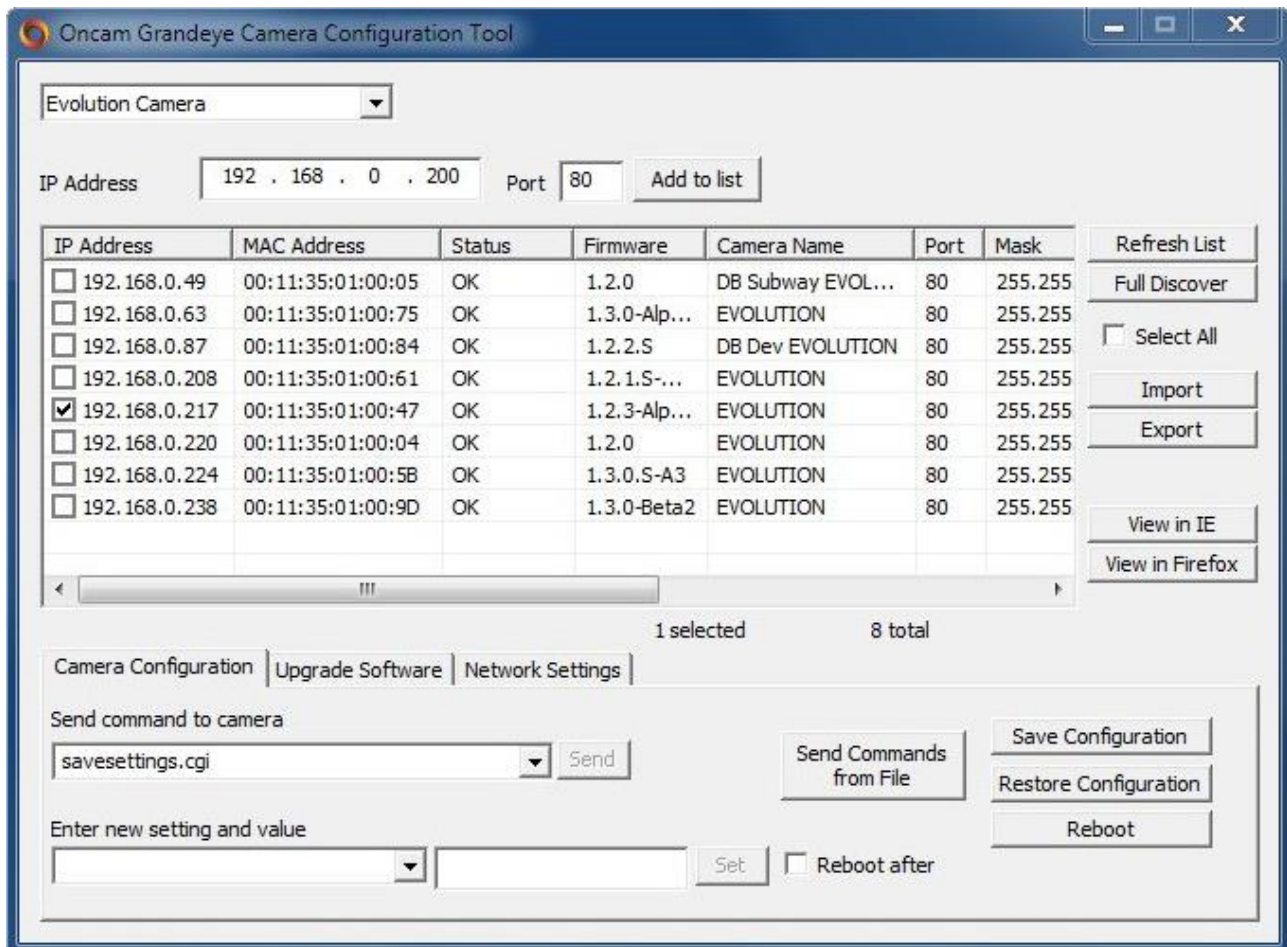 Oncam Grandeye Camera Configuration Tool
Evolution Camera
IP Address 192 . 168 . 0 . 200 Port 80 Add to list
IP Address MAC Address Status Firmware Camera Name Port Mask Refresh List
192.168.0.49 00:11:35:01:00:05 OK 1.2.0 DB Subway EVOL... 80 255.255 Full Discover
192.168.0.63 00:11:35:01:00:75 OK 1.3.0-Alp... EVOLUTION 80 255.255
192.168.0.87 00:11:35:01:00:84 OK 1.2.2.S DB Dev EVOLUTION 80 255.255 Select All
192.168.0.208 00:11:35:01:00:61 OK 1.2.1.S-... EVOLUTION 80 255.255 Import
192.168.0.217 00:11:35:01:00:47 OK 1.2.3-Alp... EVOLUTION 80 255.255
192.168.0.220 00:11:35:01:00:04 OK 1.2.0 EVOLUTION 80 255.255 Export
192.168.0.224 00:11:35:01:00:5B OK 1.3.0.S-A3 EVOLUTION 80 255.255
192.168.0.238 00:11:35:01:00:9D OK 1.3.0-Beta2 EVOLUTION 80 255.255
View in IE
View in Firefox
1 selected 8 total
Camera Configuration Upgrade Software Network Settings
Send command to camera
savesettings.cgi Send
Send Commands
from File
Save Configuration
Restore Configuration
Reboot
Enter new setting and value
Set Reboot after